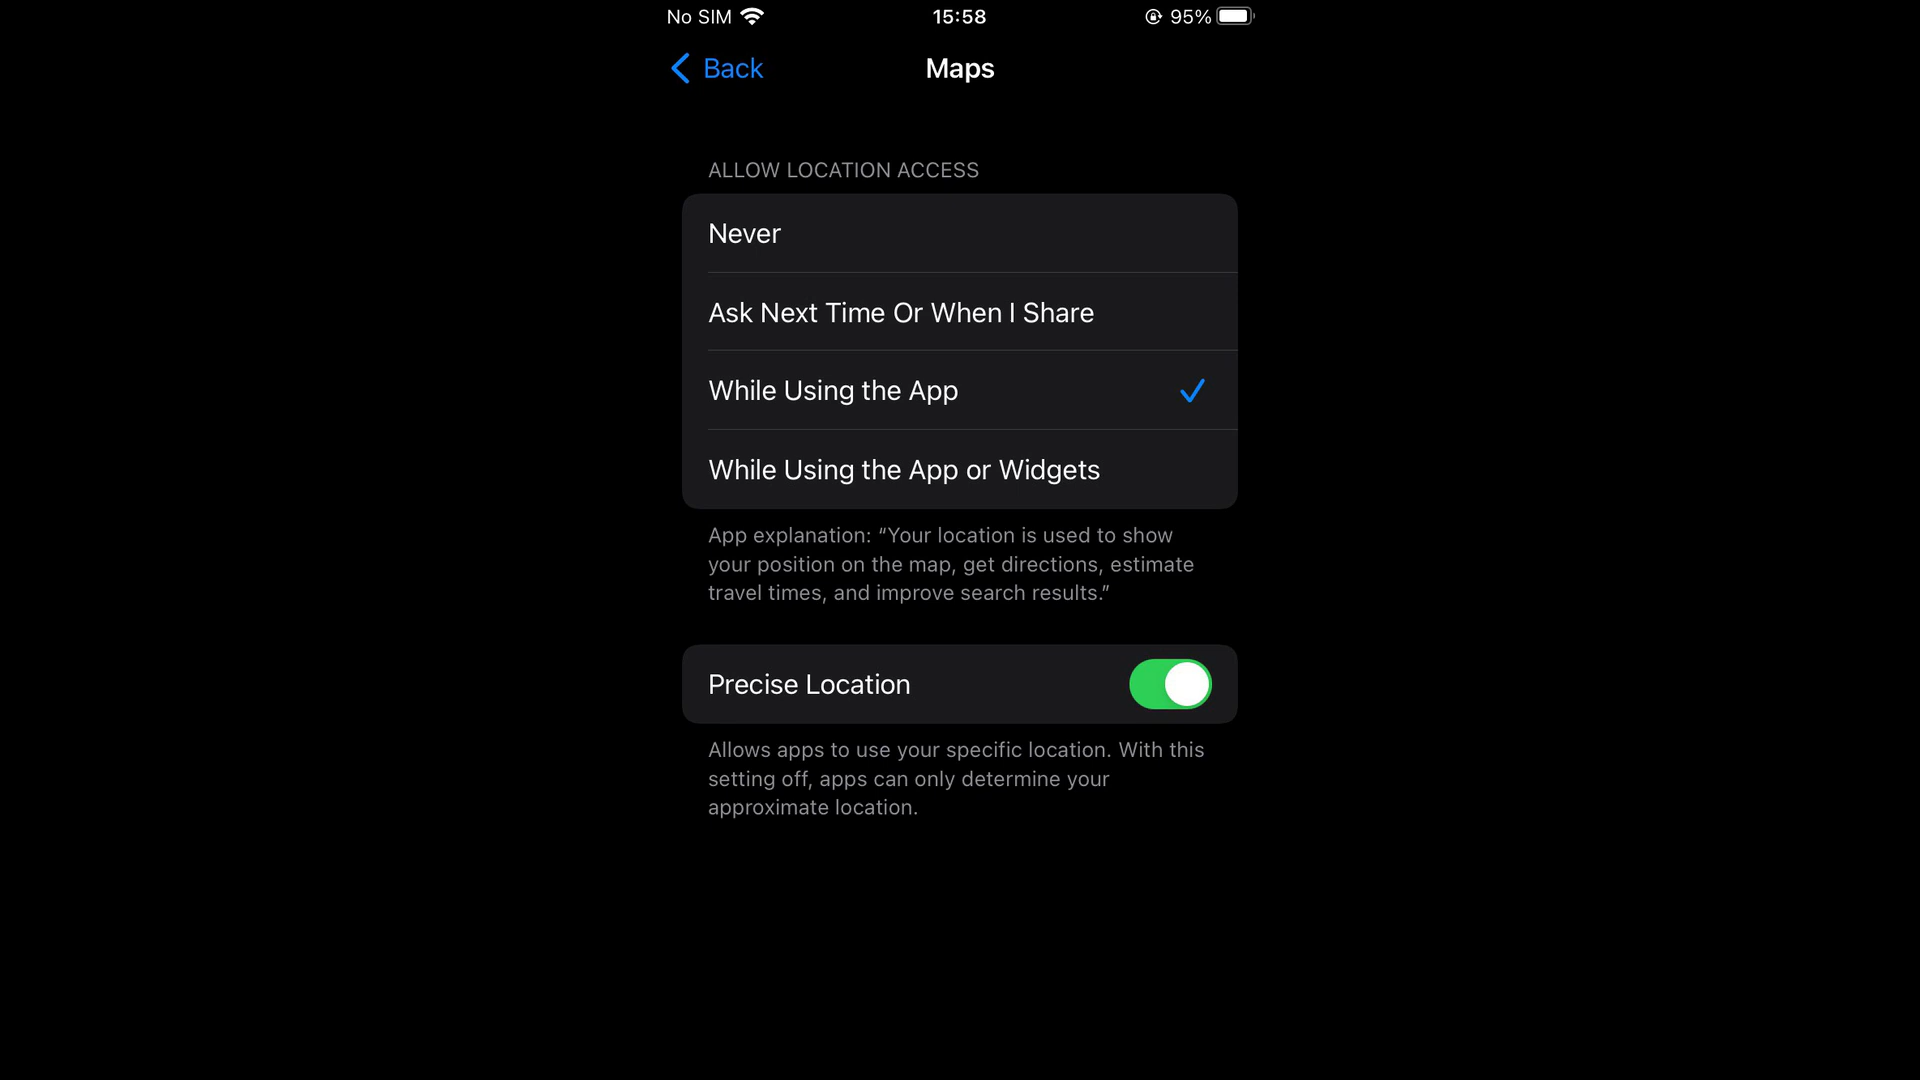 No SIM 15:58 95%
Back Maps
ALLOW LOCATION ACCESS
Never
Ask Next Time Or When I Share
While Using the App
While Using the App or Widgets
App explanation: “Your location is used to show
your position on the map, get directions, estimate
travel times, and improve search results.”
Precise Location
Allows apps to use your specific location. With this
setting off, apps can only determine your
approximate location.